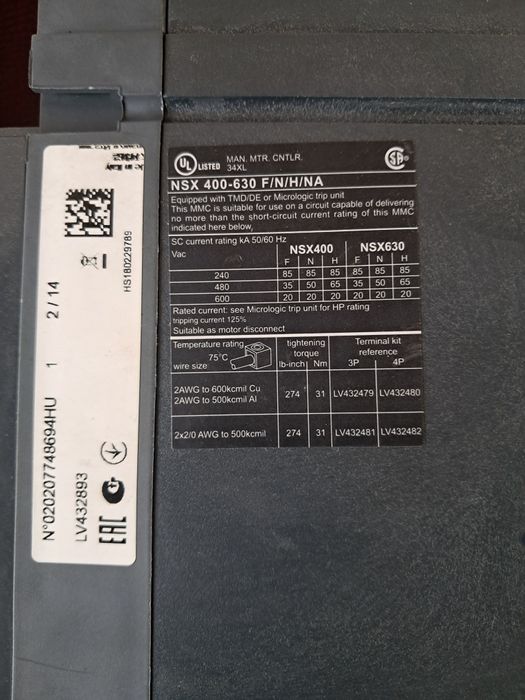 UL LISTED MAN. MTR. CNTLR.
34XL
SA
NSX 400-630 F/N/H/NA
Equipped with TMD/DE or Micrologic trip unit
This MMC is suitable for use on a circuit capable of delivering
no more than the short-circuit current rating of this MMC
indicated here below,
SC current rating kA 50/60 Hz
Vac NSX400 NSX630
F N H F N H
240 85 85 85 85 85 85
480 35 50 65 35 50 65
600 20 20 20 20 20 20
Rated current: see Micrologic trip unit for HP rating
tripping current 125%
Suitable as motor disconnect
Temperature rating 75°C
wire size
tightening torque
lb-inch Nm
Terminal kit reference
3P 4P
2AWG to 600kcmil Cu
2AWG to 500kcmil Al
274 31 LV432479 LV432480
2x2/0 AWG to 500kcmil 274 31 LV432481 LV432482
HS180229789
2 / 14
N°020207748694HU 1
LV432893
EAC